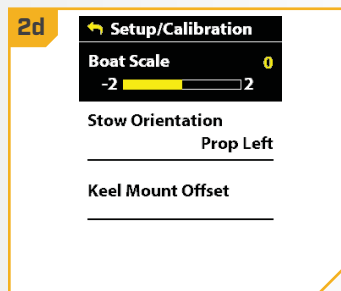 2d
Setup/Calibration
Boat Scale 0
-2 2
Stow Orientation
Prop Left
Keel Mount Offset